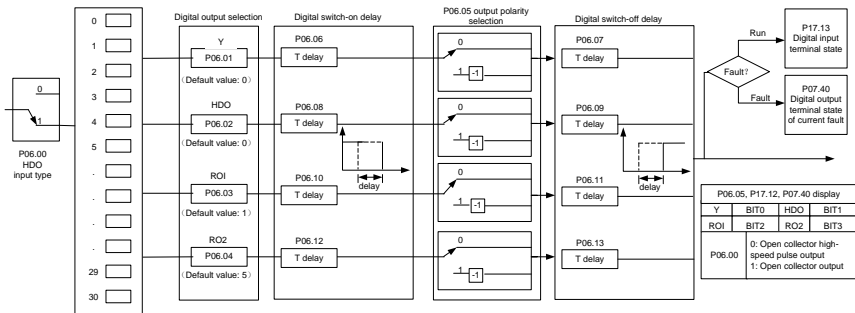 P06.05 output polarity
selection
Digital output selection
Digital switch-on delay
Digital switch-off delay
0
1
2
3
4
5
.
.
.
.
29
30
0
1
P06.00
HDO
input type
Y
P06.01
(Default value: 0)
HDO
P06.02
(Default value: 0)
ROI
P06.03
(Default value: 1)
RO2
P06.04
(Default value: 5)
P06.06
T delay
P06.08
T delay
delay
P06.10
T delay
P06.12
T delay
0
1
-1
0
1
-1
0
1
-1
0
1
-1
P06.07
T delay
P06.09
T delay
delay
P06.11
T delay
P06.13
T delay
Fault?
Run
Fault
P17.13
Digital input
terminal state
P07.40
Digital output
terminal state
of current fault
P06.05, P17.12, P07.40 display
Y BIT0 HDO BIT1
ROI BIT2 RO2 BIT3
P06.00
0: Open collector high-
speed pulse output
1: Open collector output